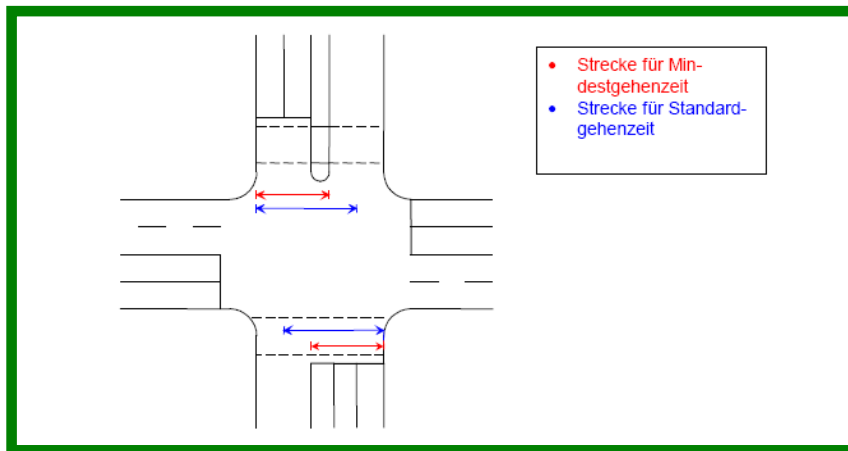 Strecke für Min-
destgehenzeit
Strecke für Standard-
gehenzeit